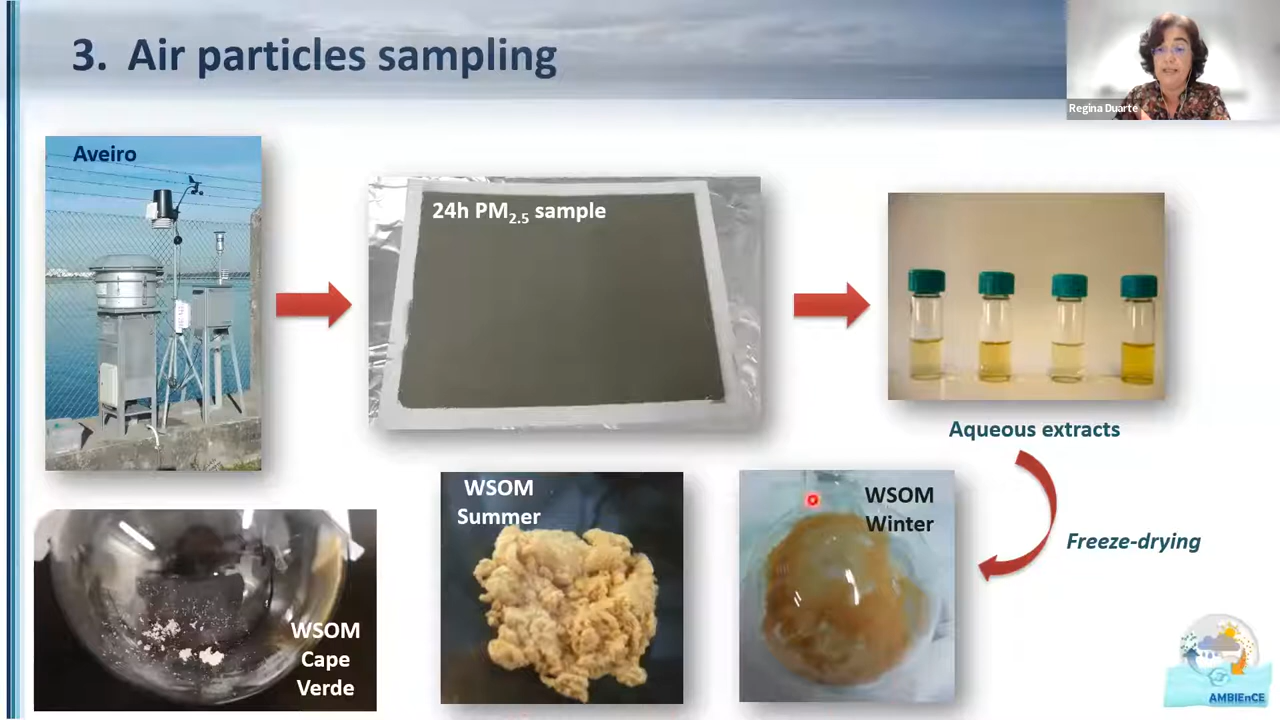 3. Air particles sampling
Regina Duarte
Aveiro
24h PM2.5 sample
Aqueous extracts
WSOM
Summer
WSOM
Winter
Freeze-drying
WSOM
Cape
Verde
AMBIEnCE